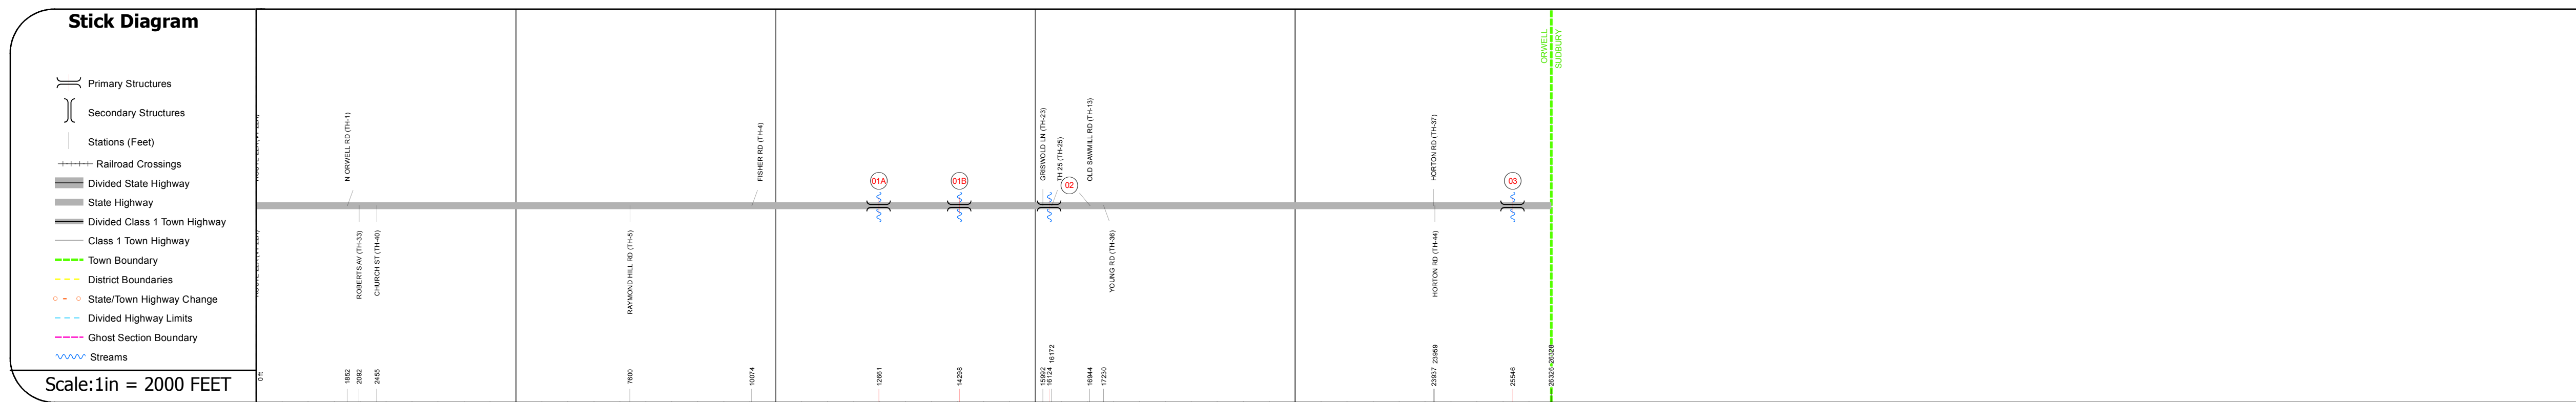 Stick Diagram
Primary Structures
Secondary Structures
Stations (Feet)
Railroad Crossings
Divided State Highway
State Highway
Divided Class 1 Town Highway
Class 1 Town Highway
Town Boundary
District Boundaries
State/Town Highway Change
Divided Highway Limits
Ghost Section Boundary
Streams
Scale:1in = 2000 FEET
N ORWELL RD (TH-1)
ROBERTS AV (TH-33)
CHURCH ST (TH-40)
RAYMOND HILL RD (TH-5)
FISHER RD (TH-4)
01A
01B
GRISWOLD LN (TH-23)
TH 25 (TH-25)
02
OLD SAWMILL RD (TH-13)
YOUNG RD (TH-36)
HORTON RD (TH-37)
HORTON RD (TH-44)
03
ORWELL
SUDBURY
0 ft
1852
2092
2455
7600
10074
12661
14298
15992
16124
16172
16944
17230
23937
23959
25546
26326
26328